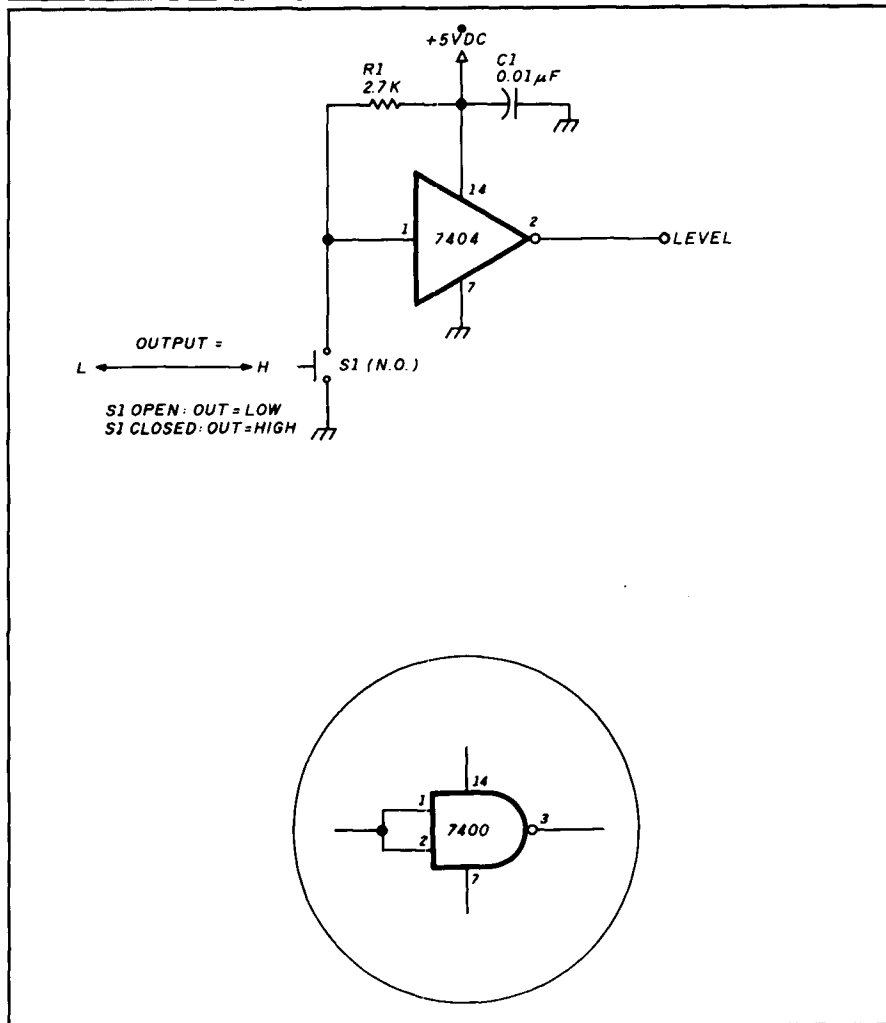 +5VDC
R1
2.7K
C1
0.01µF
14
1
7404
2
LEVEL
7
OUTPUT =
L H
S1 (N.O.)
S1 OPEN: OUT = LOW
S1 CLOSED: OUT=HIGH
14
1
7400
3
2
7